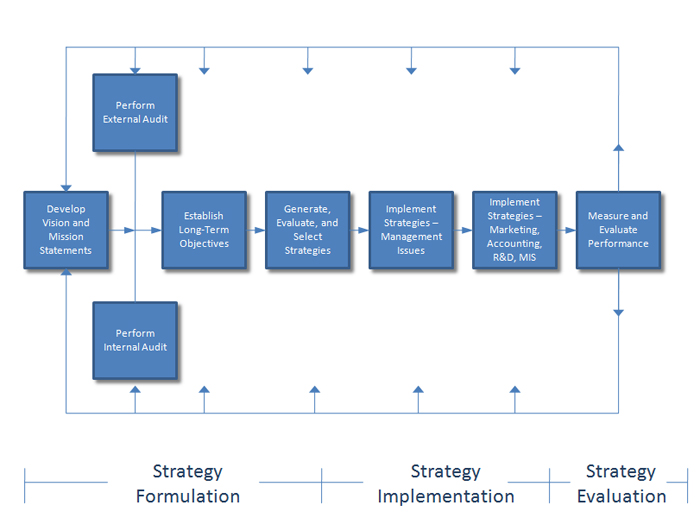 Perform
External Audit
Develop
Vision and
Mission
Statements
Establish
Long-Term
Objectives
Generate,
Evaluate, and
Select
Strategies
Implement
Strategies –
Management
Issues
Implement
Strategies –
Marketing,
Accounting,
R&D, MIS
Measure and
Evaluate
Performance
Perform
Internal Audit
Strategy
Formulation
Strategy
Implementation
Strategy
Evaluation